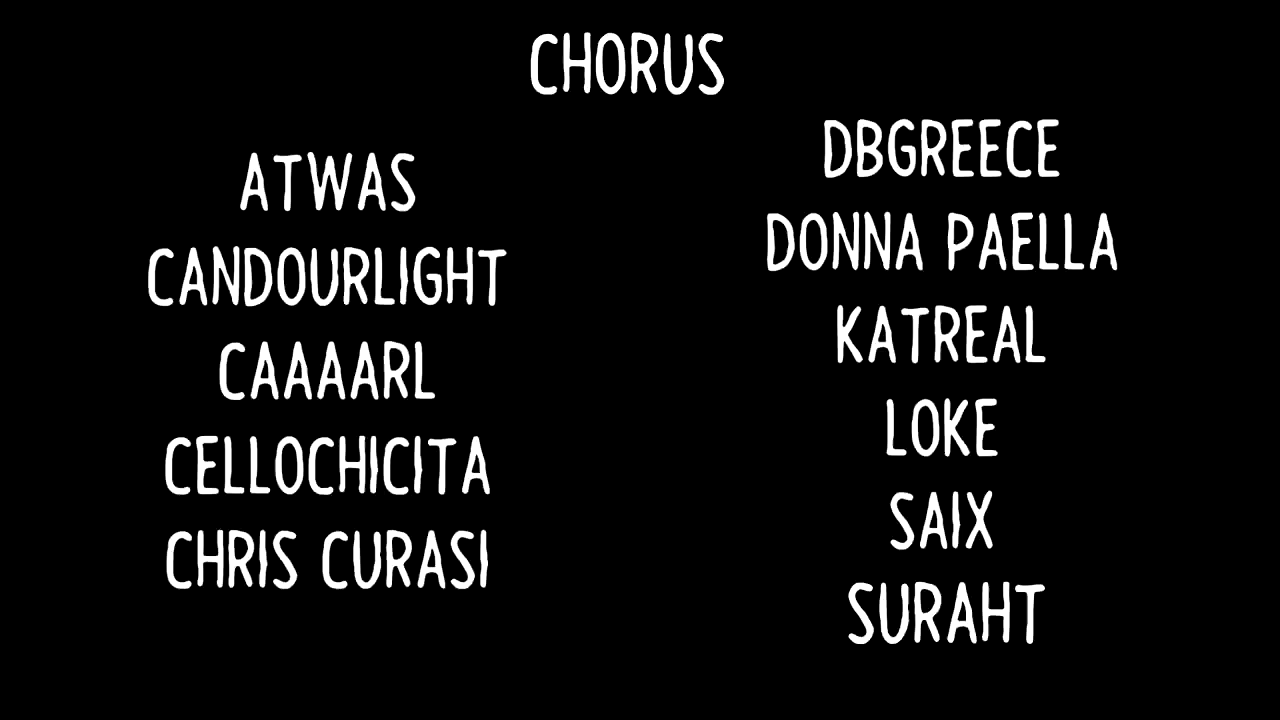 CHORUS
ATWAS
CANDOURLIGHT
CAAAARL
CELLOCHICITA
CHRIS CURASI
DBGREECE
DONNA PAELLA
KATREAL
LOKE
SAIX
SURAHT